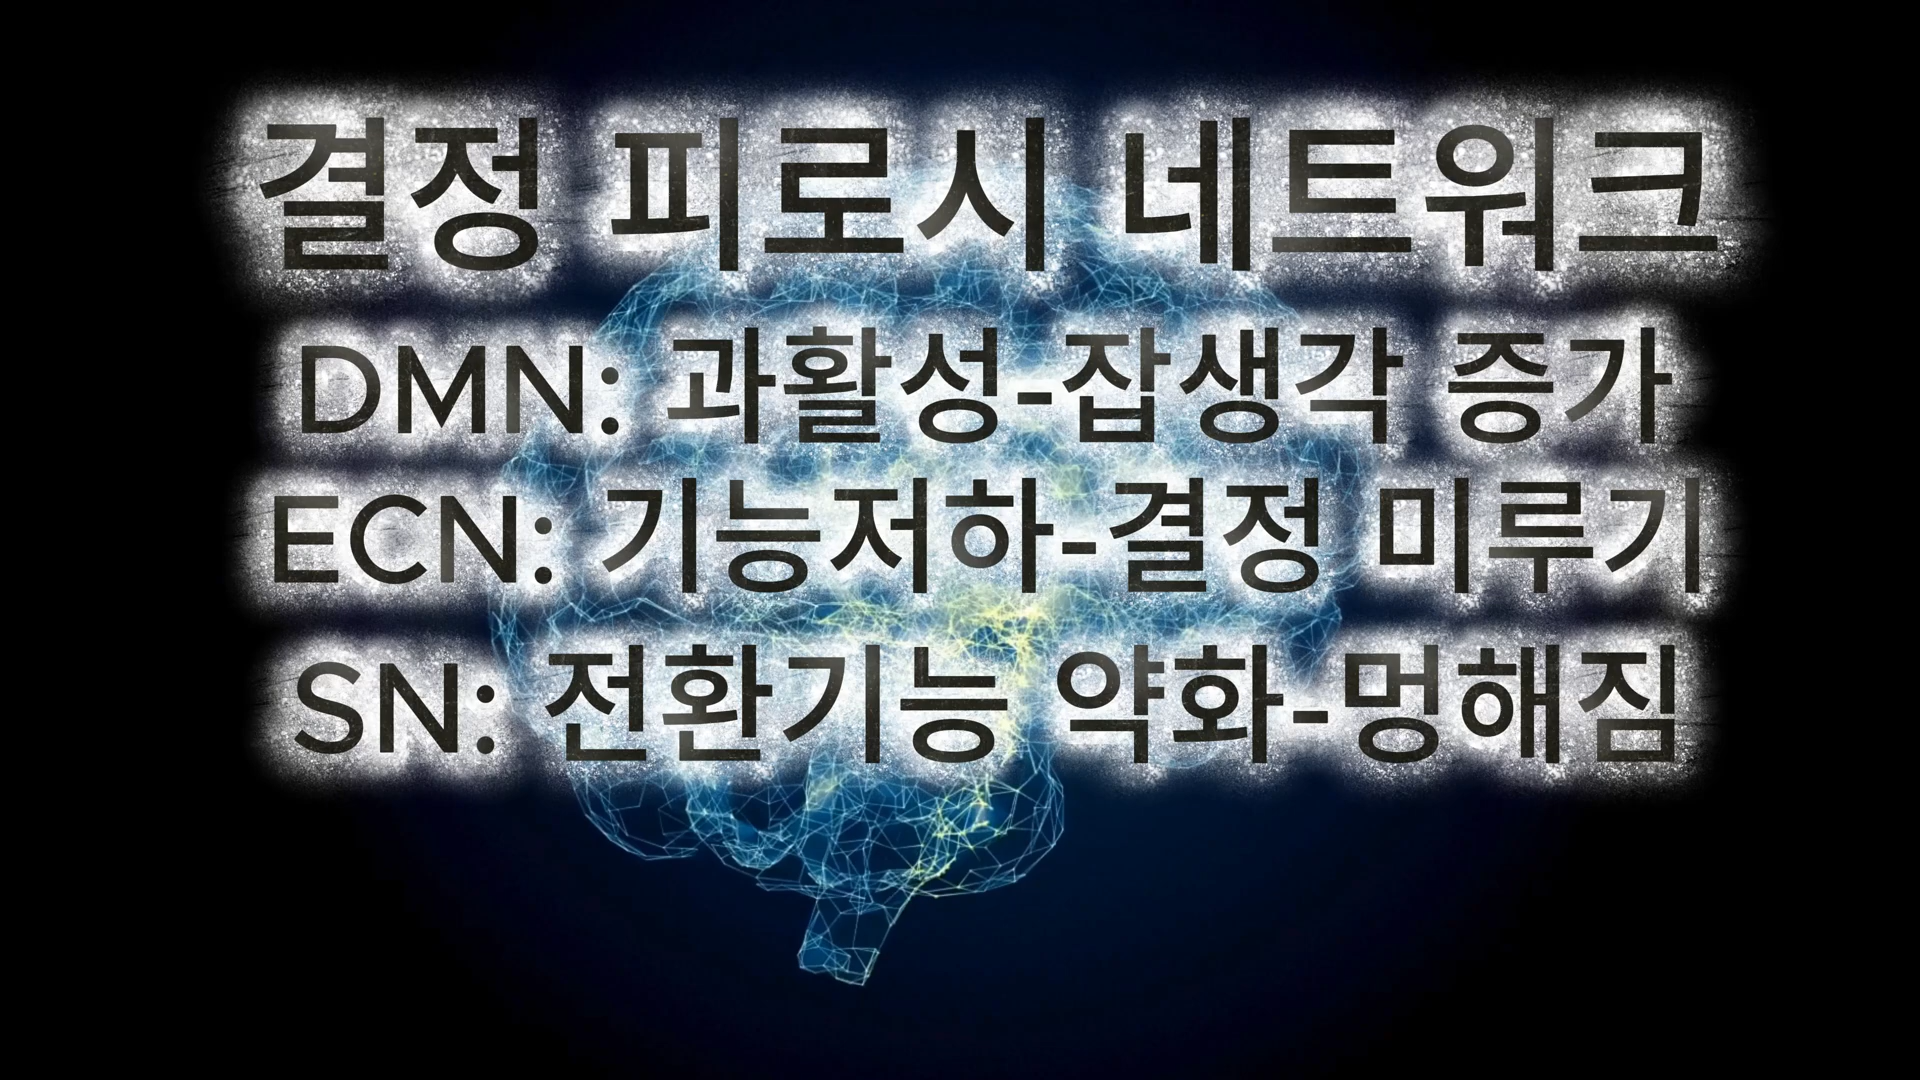 결정 피로시 네트워크
DMN: 과활성-잡생각 증가
ECN: 기능저하-결정 미루기
SN: 전환기능 약화-멍해짐